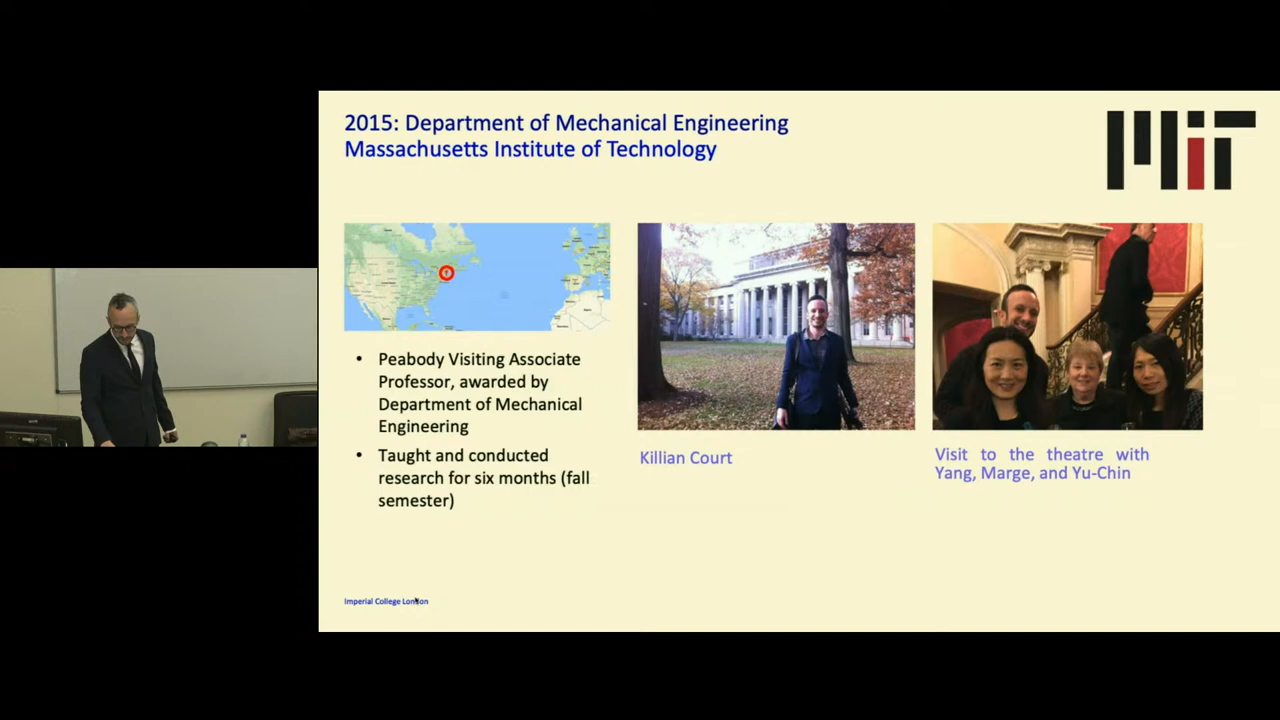 2015: Department of Mechanical Engineering
Massachusetts Institute of Technology
MiT
• Peabody Visiting Associate
Professor, awarded by
Department of Mechanical
Engineering
• Taught and conducted
research for six months (fall
semester)
Killian Court
Visit to the theatre with
Yang, Marge, and Yu-Chin
Imperial College London